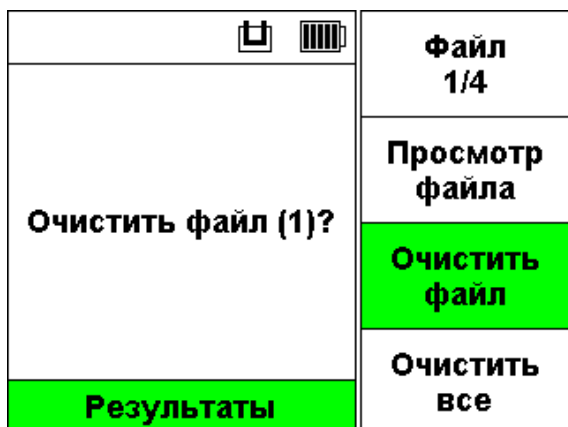 Очистить файл (1)?
Результаты
Файл
1/4
Просмотр
файла
Очистить
файл
Очистить
все